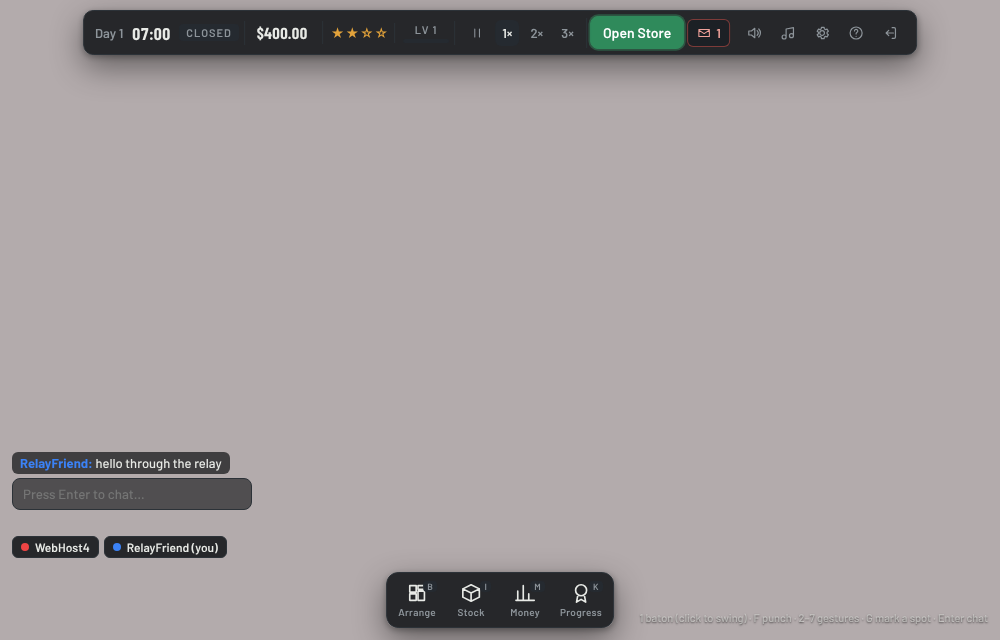 Day 1 07:00 CLOSED $400.00 LV 1 1× 2× 3× Open Store 1
RelayFriend: hello through the relay
Press Enter to chat...
WebHost4 RelayFriend (you)
B I M K
Arrange Stock Money Progress
1 baton (click to swing) · F punch · 2-7 gestures · G mark a spot · Enter chat